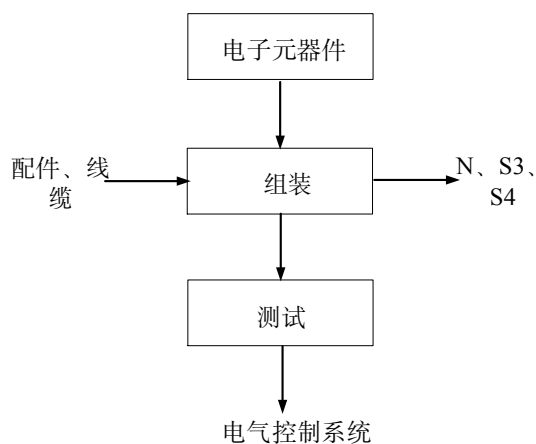 电子元器件
配件、线
缆
组装
N、S3、
S4
测试
电气控制系统